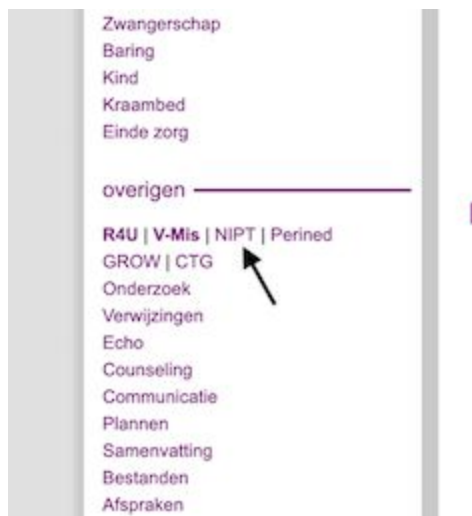 Zwangerschap
Baring
Kind
Kraambed
Einde zorg
overigen
R4U | V-Mis | NIPT | Perined
GROW | CTG
Onderzoek
Verwijzingen
Echo
Counseling
Communicatie
Plannen
Samenvatting
Bestanden
Afspraken